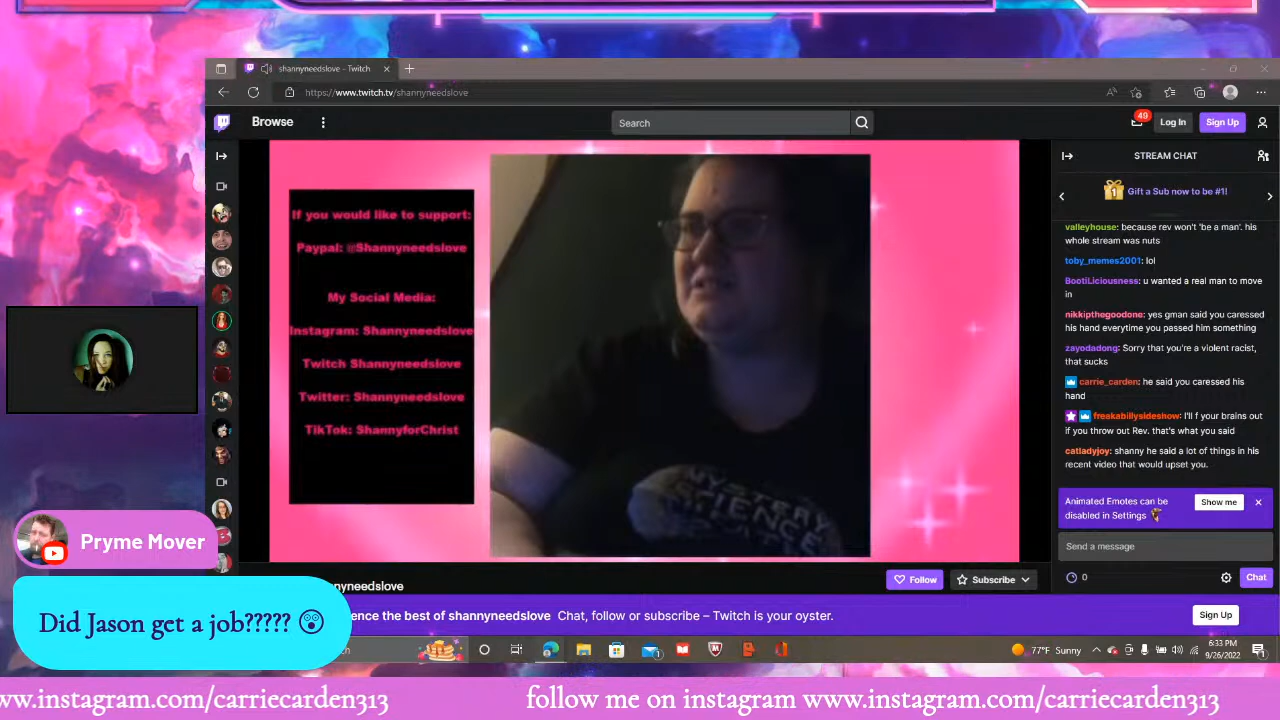 shannyneedslove – Twitch
https://www.twitch.tv/shannyneedslove
Browse
Search
49
Log In
Sign Up
STREAM CHAT
1
Gift a Sub now to be #1!
If you would like to support:
Paypal: @Shannyneedslove
My Social Media:
Instagram: Shannyneedslove
Twitch Shannyneedslove
Twitter: Shannyneedslove
TikTok: ShannyforChrist
MYSTERY
SCIENCE
valleyhouse: because rev won't 'be a man'. his
whole stream was nuts
toby_memes2001: lol
BootiLiciousness: u wanted a real man to move
in
nikkipthegoodone: yes gman said you caressed
his hand everytime you passed him something
zayodadong: Sorry that you're a violent racist,
that sucks
carrie_carden: he said you caressed his
hand
freakabillysideshow: I'll f your brains out
if you throw out Rev. that's what you said
catladyjoy: shanny he said a lot of things in his
recent video that would upset you.
Animated Emotes can be
disabled in Settings
Show me
Send a message
0
Chat
nnyneedslove
Follow
Subscribe
ence the best of shannyneedslove Chat, follow or subscribe – Twitch is your oyster.
Sign Up
Pryme Mover
Did Jason get a job????? 😲
77°F Sunny
6:33 PM
9/26/2022
ww.instagram.com/carriecarden313
follow me on instagram www.instagram.com/carriecarden313